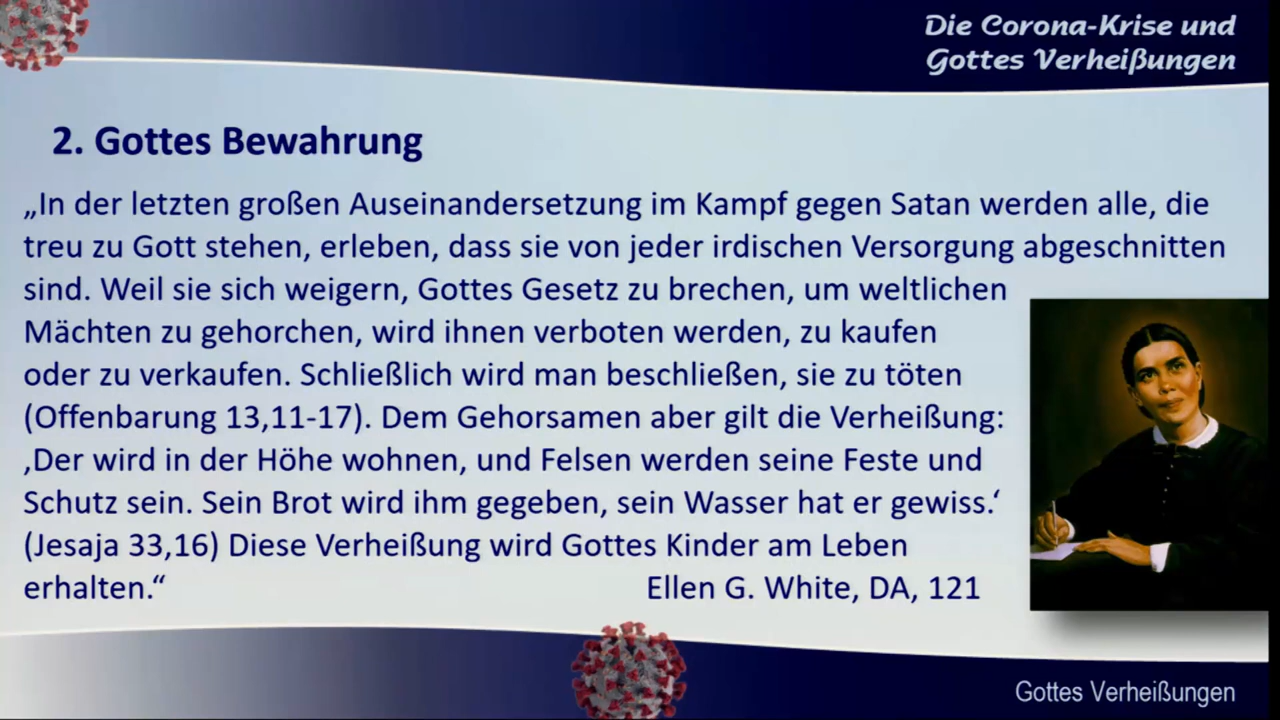 Die Corona-Krise und
Gottes Verheißungen
2. Gottes Bewahrung
„In der letzten großen Auseinandersetzung im Kampf gegen Satan werden alle, die
treu zu Gott stehen, erleben, dass sie von jeder irdischen Versorgung abgeschnitten
sind. Weil sie sich weigern, Gottes Gesetz zu brechen, um weltlichen
Mächten zu gehorchen, wird ihnen verboten werden, zu kaufen
oder zu verkaufen. Schließlich wird man beschließen, sie zu töten
(Offenbarung 13,11-17). Dem Gehorsamen aber gilt die Verheißung:
‚Der wird in der Höhe wohnen, und Felsen werden seine Feste und
Schutz sein. Sein Brot wird ihm gegeben, sein Wasser hat er gewiss.‘
(Jesaja 33,16) Diese Verheißung wird Gottes Kinder am Leben
erhalten.“ Ellen G. White, DA, 121
Gottes Verheißungen